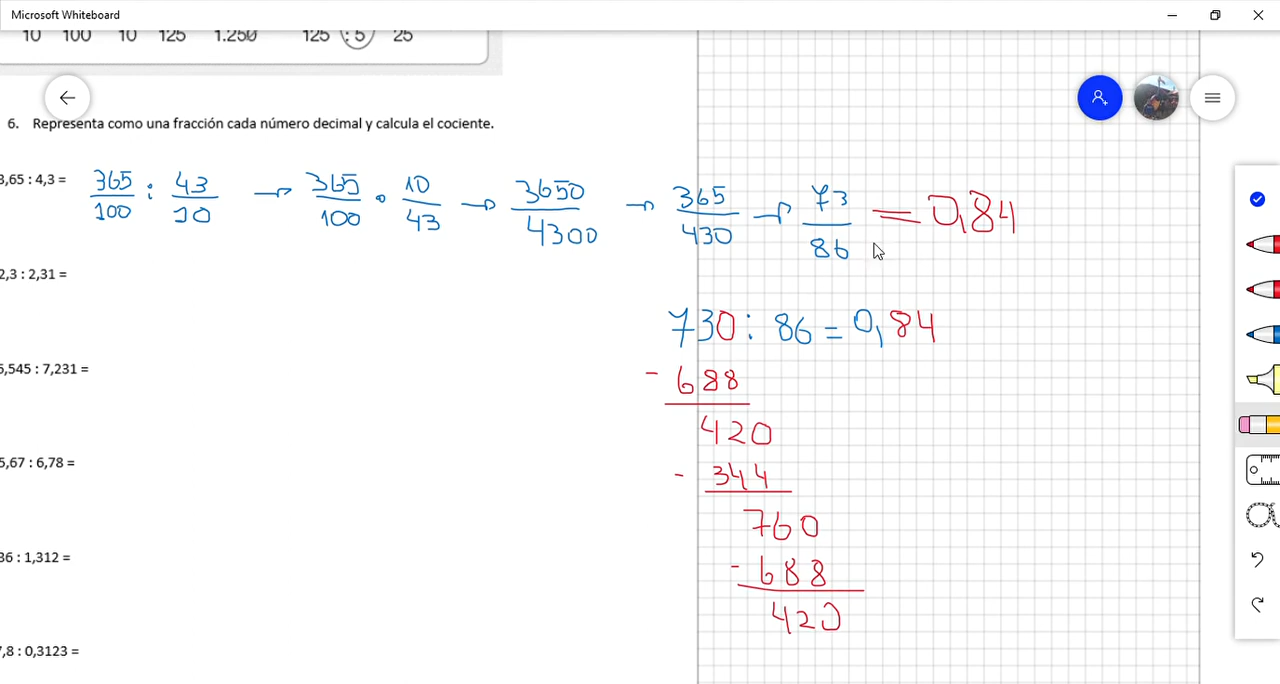 Microsoft Whiteboard
10 100 10 125 1.250 125 : 5 25
6. Representa como una fracción cada número decimal y calcula el cociente.
3,65 : 4,3 = 365/100 : 43/10 → 365/100 · 10/43 → 3650/4300 → 365/430 → 73/86 = 0,84
2,3 : 2,31 =
730 : 86 = 0,84
- 688
5,545 : 7,231 =
420
- 344
5,67 : 6,78 =
760
36 : 1,312 =
- 688
420
7,8 : 0,3123 =